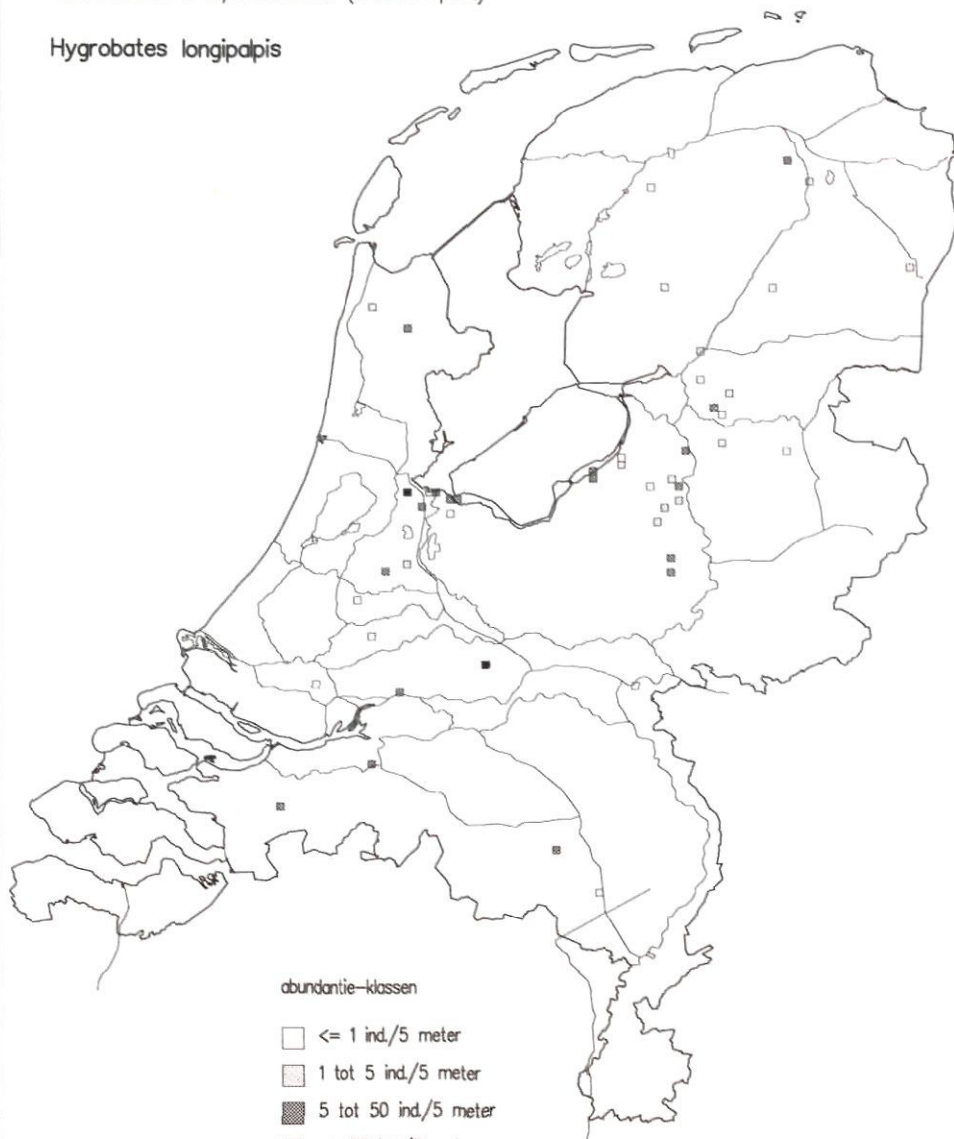 Hygrobates longipalpis
abundantie-klassen
<= 1 ind./5 meter
1 tot 5 ind./5 meter
5 tot 50 ind./5 meter